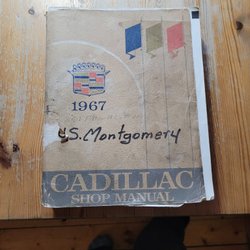 1967
C.S. Montgomery
CADILLAC
SHOP MANUAL